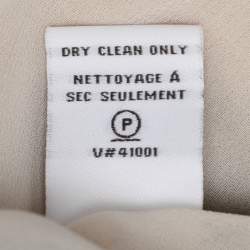 DRY CLEAN ONLY
NETTOYAGE Á
SEC SEULEMENT
P
V#41001